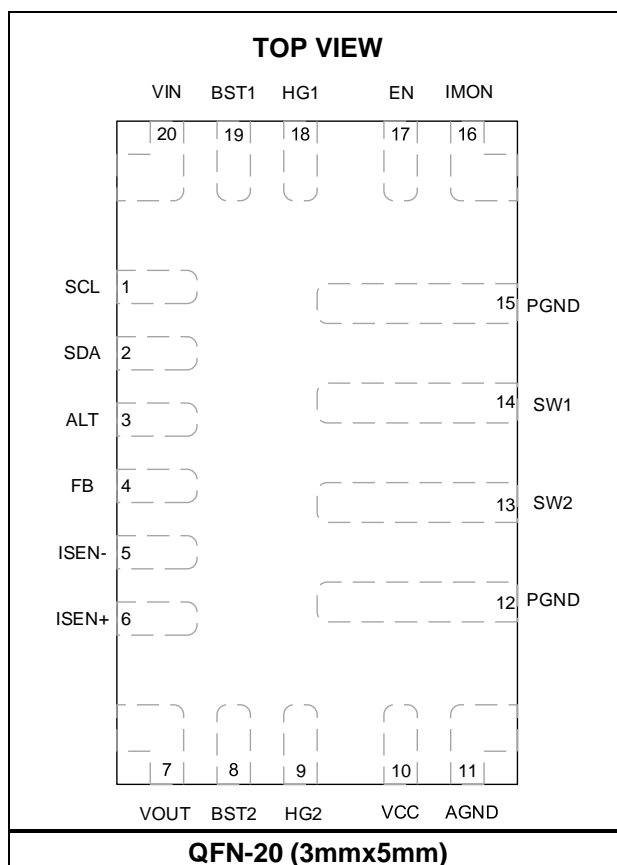 TOP VIEW
VIN BST1 HG1 EN IMON
20 19 18 17 16
SCL 1
15 PGND
SDA 2
14 SW1
ALT 3
FB 4
13 SW2
ISEN- 5
12 PGND
ISEN+ 6
7 8 9 10 11
VOUT BST2 HG2 VCC AGND
QFN-20 (3mmx5mm)